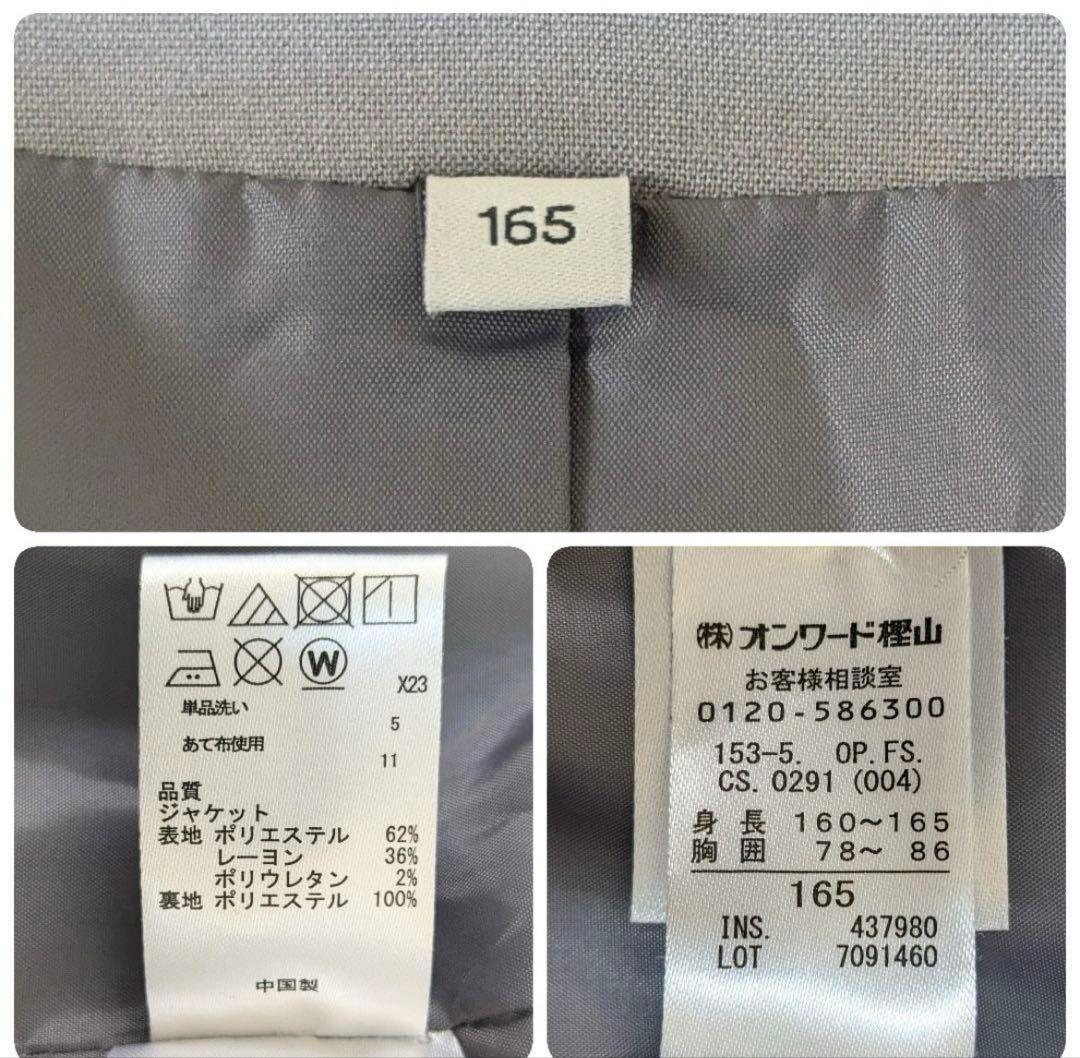 165
W
X23
単品洗い
5
あて布使用
11
品質
ジャケット
表地 ポリエステル 62%
レーヨン 36%
ポリウレタン 2%
裏地 ポリエステル 100%
中国製
㈱オンワード樫山
お客様相談室
0120-586300
153-5. OP.FS.
CS.0291 (004)
身長 160～165
胸囲 78～ 86
165
INS. 437980
LOT 7091460